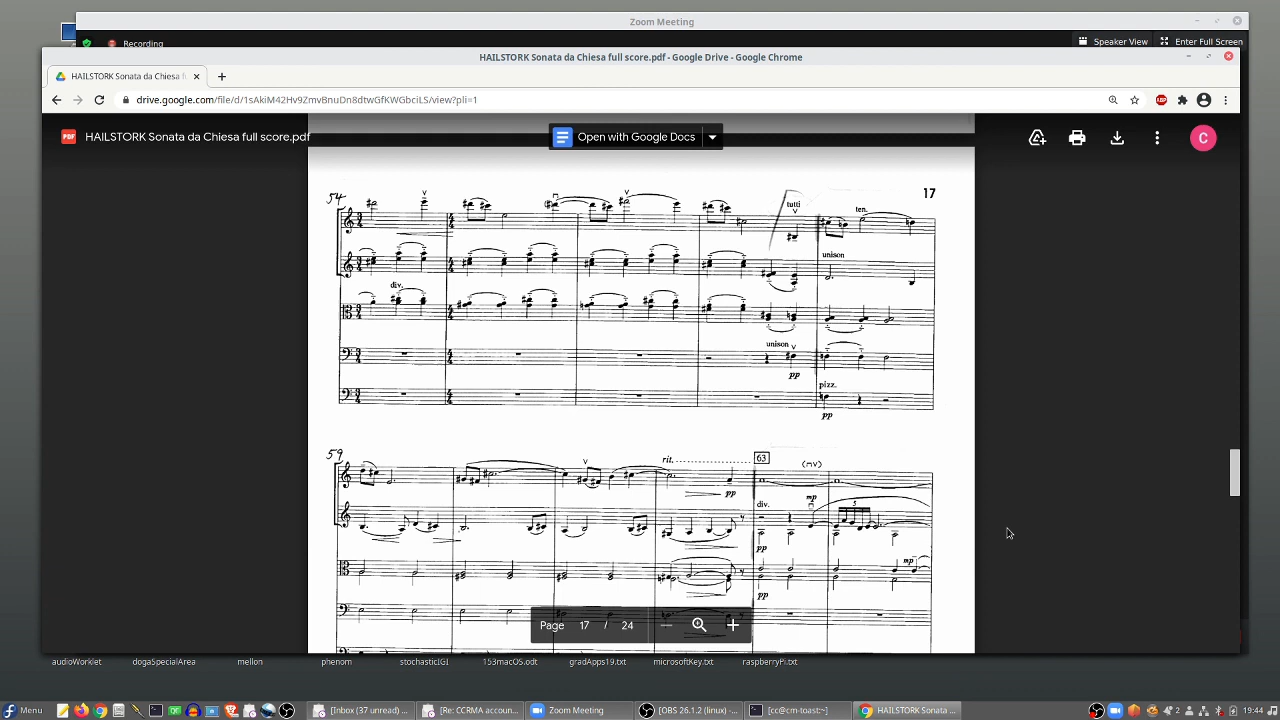 Zoom Meeting
Recording
Speaker View
Enter Full Screen
HAILSTORK Sonata da Chiesa full score.pdf - Google Drive - Google Chrome
HAILSTORK Sonata da Chiesa fu
drive.google.com/file/d/1sAkiM42Hv9ZmvBnuDn8dtwGfKWGbciLS/view?pli=1
HAILSTORK Sonata da Chiesa full score.pdf
Open with Google Docs
C
17
54
tutti
ten.
unison
div.
unison
pp
pizz.
pp
59
rit.
63
(nv)
pp
div.
mp
5
pp
mp
pp
Page 17 / 24
audioWorklet dogaSpecialArea mellon phenom stochasticIGI 153macOS.odt gradApps19.txt microsoftKey.txt raspberryPi.txt
Menu
[Inbox (37 unread) ...
[Re: CCRMA accoun...
Zoom Meeting
[OBS 26.1.2 (linux) -...
[cc@cm-toast:~]
HAILSTORK Sonata ...
2
19:44